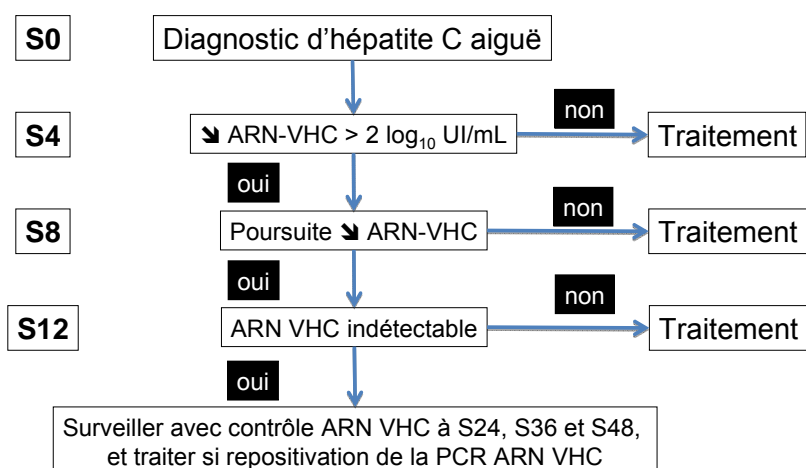 S0
Diagnostic d'hépatite C aiguë
S4
➘ ARN-VHC > 2 log₁₀ UI/mL
non
Traitement
oui
S8
Poursuite ➘ ARN-VHC
non
Traitement
oui
S12
ARN VHC indétectable
non
Traitement
oui
Surveiller avec contrôle ARN VHC à S24, S36 et S48,
et traiter si repositivation de la PCR ARN VHC